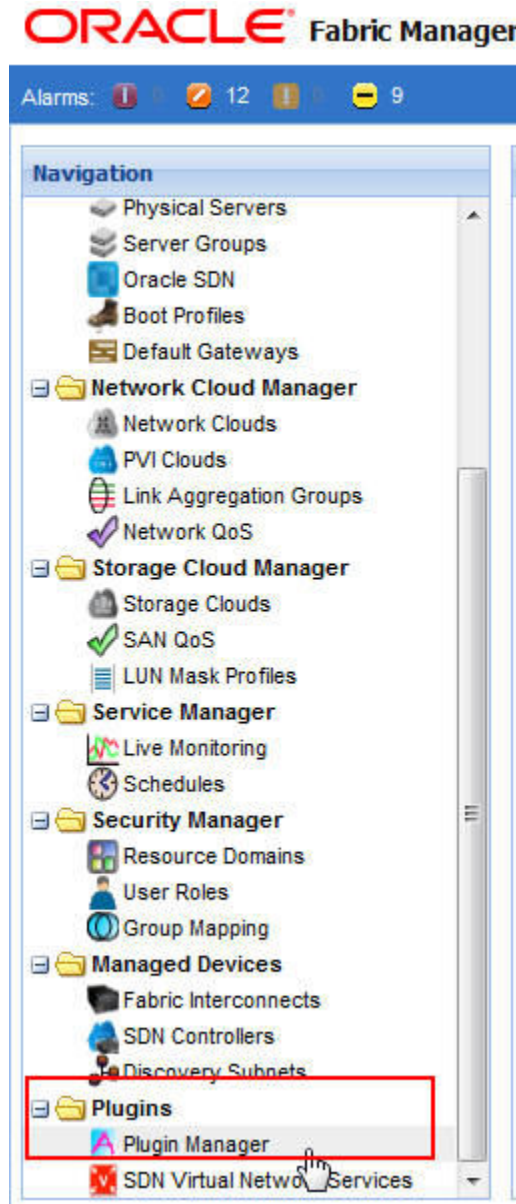 ORACLE Fabric Manager
Alarms: 0 12 0 9
Navigation
Physical Servers
Server Groups
Oracle SDN
Boot Profiles
Default Gateways
Network Cloud Manager
Network Clouds
PVI Clouds
Link Aggregation Groups
Network QoS
Storage Cloud Manager
Storage Clouds
SAN QoS
LUN Mask Profiles
Service Manager
Live Monitoring
Schedules
Security Manager
Resource Domains
User Roles
Group Mapping
Managed Devices
Fabric Interconnects
SDN Controllers
Discovery Subnets
Plugins
Plugin Manager
SDN Virtual Network Services